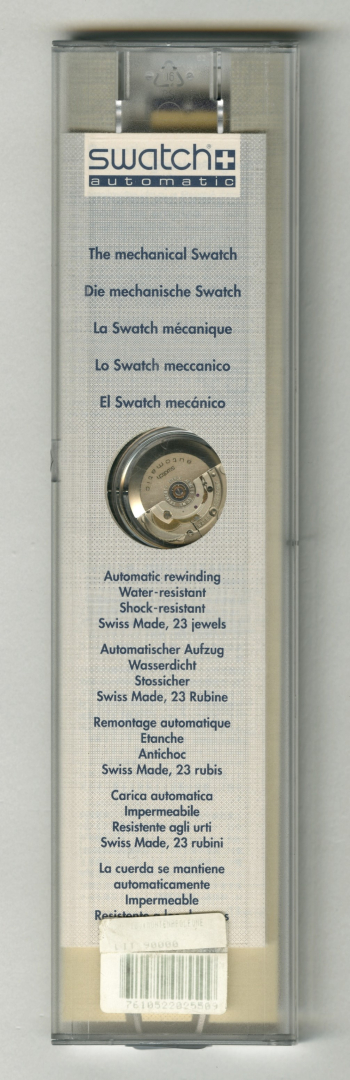 swatch
automatic
The mechanical Swatch
Die mechanische Swatch
La Swatch mécanique
Lo Swatch meccanico
El Swatch mecánico
automatic
swatch
Automatic rewinding
Water-resistant
Shock-resistant
Swiss Made, 23 jewels
Automatischer Aufzug
Wasserdicht
Stossicher
Swiss Made, 23 Rubine
Remontage automatique
Etanche
Antichoc
Swiss Made, 23 rubis
Carica automatica
Impermeabile
Resistente agli urti
Swiss Made, 23 rubini
La cuerda se mantiene
automaticamente
Impermeable
Resistente a